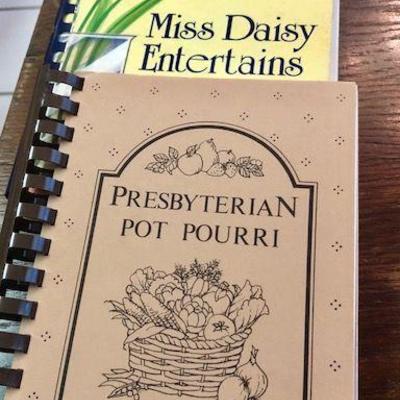 Miss Daisy
Entertains
PRESBYTERIAN
POT POURRI